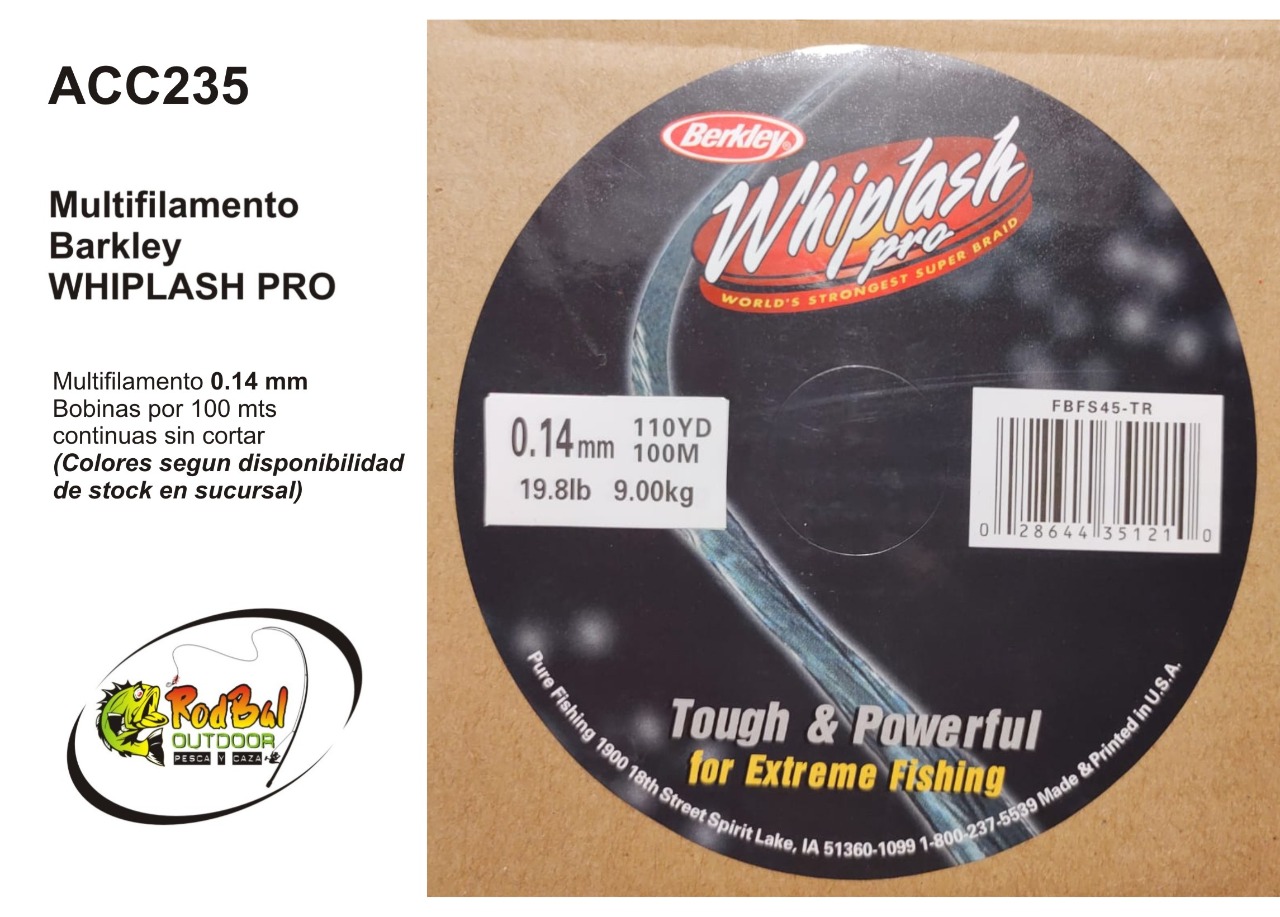 ACC235
Multifilamento
Barkley
WHIPLASH PRO
Multifilamento 0.14 mm
Bobinas por 100 mts
continuas sin cortar
(Colores segun disponibilidad
de stock en sucursal)
RodBul
OUTDOOR
PESCA Y CAZA
Berkley®
Whiplash
pro
WORLD'S STRONGEST SUPER BRAID
0.14mm 110YD
100M
19.8lb 9.00kg
FBFS45-TR
0 28644 35121 0
Tough & Powerful
for Extreme Fishing
Pure Fishing 1900 18th Street Spirit Lake, IA 51360-1099 1-800-237-5539 Made & Printed in U.S.A.